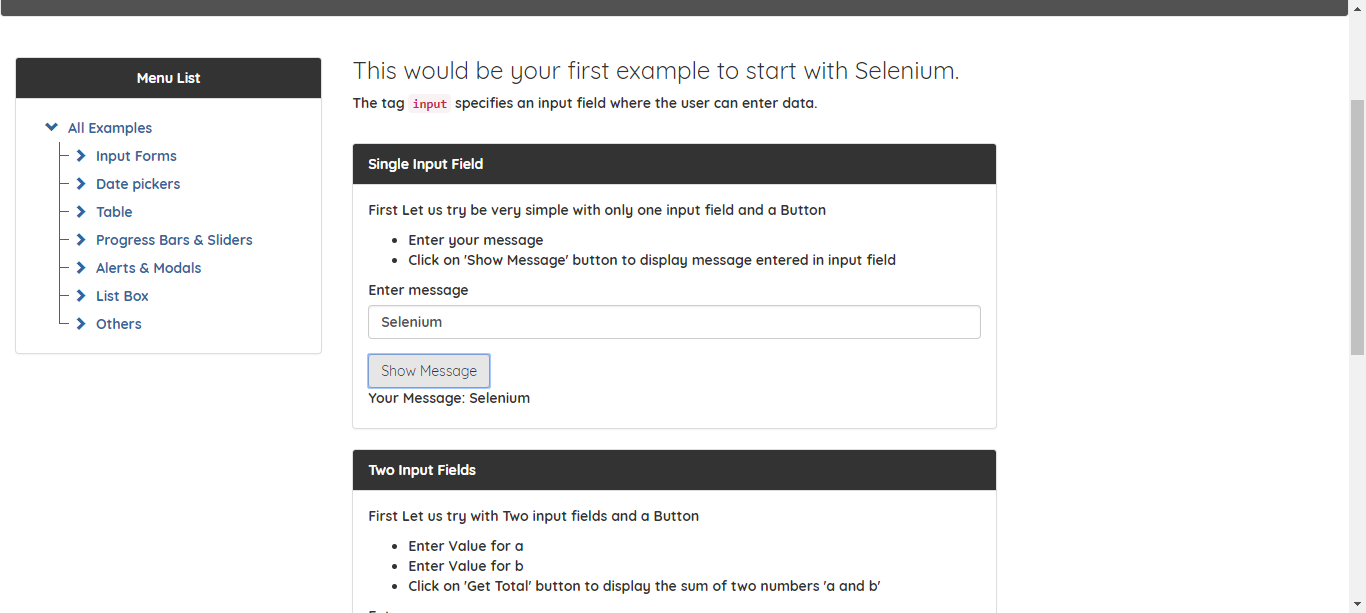 Menu List
All Examples
Input Forms
Date pickers
Table
Progress Bars & Sliders
Alerts & Modals
List Box
Others
This would be your first example to start with Selenium.
The tag input specifies an input field where the user can enter data.
Single Input Field
First Let us try be very simple with only one input field and a Button
Enter your message
Click on 'Show Message' button to display message entered in input field
Enter message
Selenium
Show Message
Your Message: Selenium
Two Input Fields
First Let us try with Two input fields and a Button
Enter Value for a
Enter Value for b
Click on 'Get Total' button to display the sum of two numbers 'a and b'